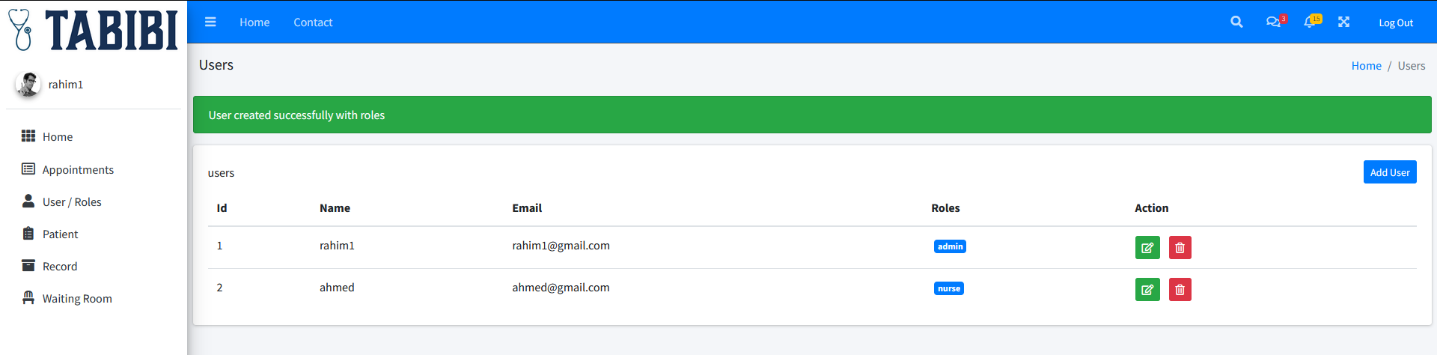 TABIBI
Home Contact 3 15 Log Out
rahim1
Users
Home / Users
User created successfully with roles
Home
Appointments
User / Roles
Patient
Record
Waiting Room
users
Add User
Id Name Email Roles Action
1 rahim1 rahim1@gmail.com admin
2 ahmed ahmed@gmail.com nurse